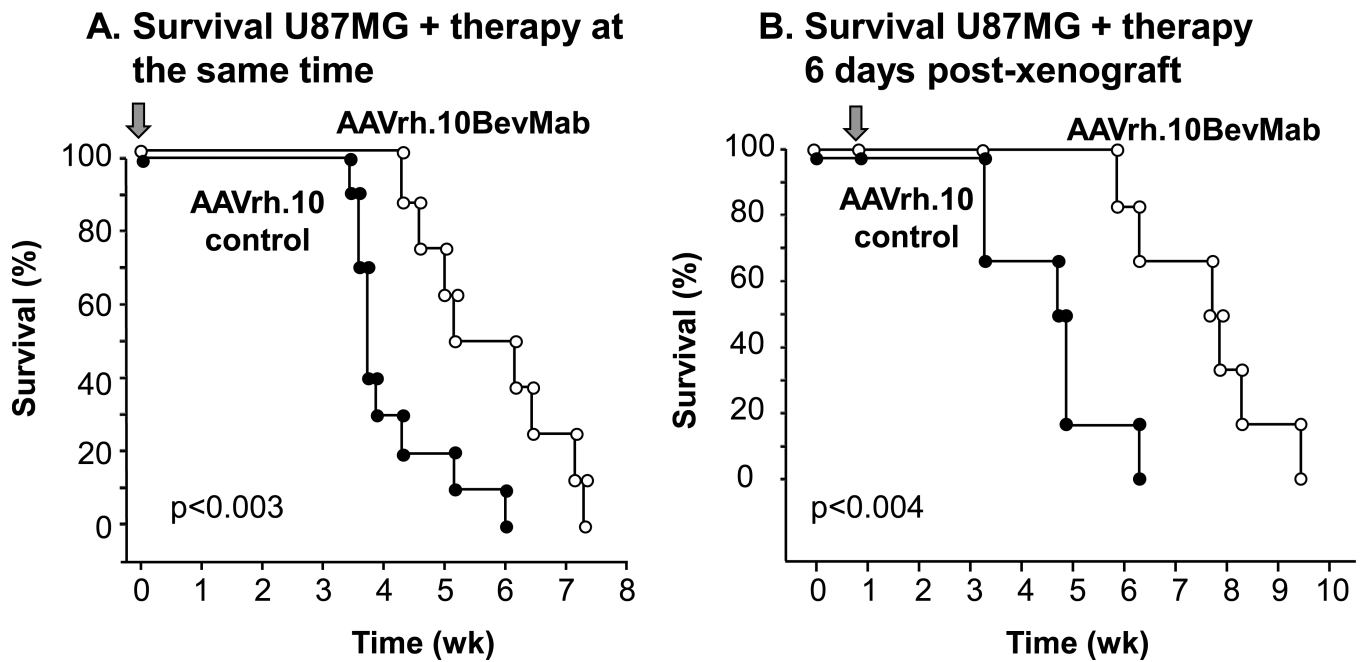 A. Survival U87MG + therapy at
the same time
AAVrh.10BevMab
AAVrh.10
control
Survival (%)
100
80
60
40
20
0
p<0.003
0 1 2 3 4 5 6 7 8
Time (wk)
B. Survival U87MG + therapy
6 days post-xenograft
AAVrh.10BevMab
AAVrh.10
control
Survival (%)
100
80
60
40
20
0
p<0.004
0 1 2 3 4 5 6 7 8 9 10
Time (wk)